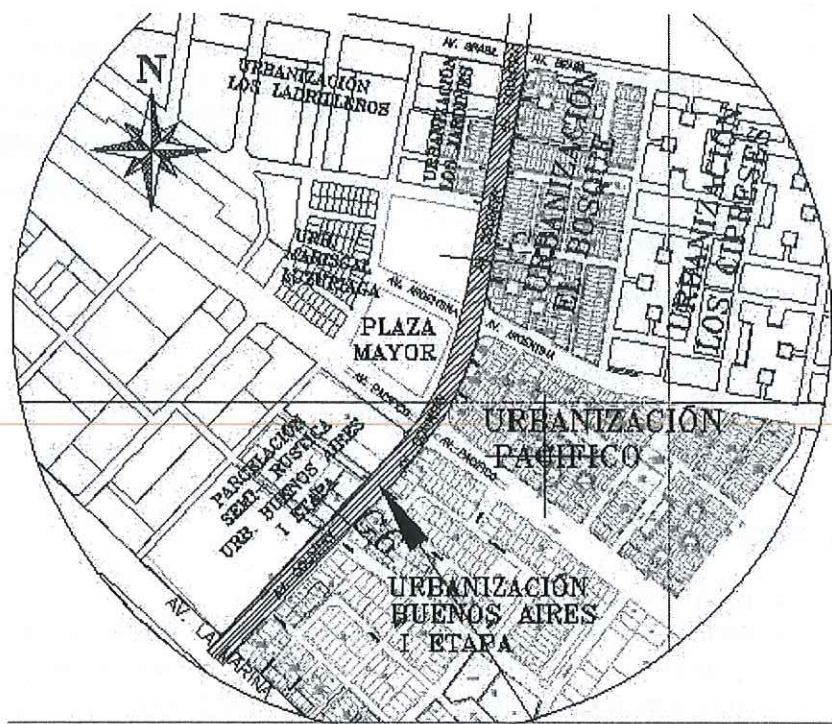 N
URBANIZACIÓN
LOS LADRILLEROS
AV. BRASIL
AV. BRASIL
URBANIZACIÓN
LOS JARDINES
URBANIZACIÓN
EL BOSQUE
URBANIZACIÓN
LOS CIPRESES
URB.
MARISCAL
LUZURIAGA
AV. ARGENTINA
PLAZA
MAYOR
AV. ARGENTINA
AV. PACIFICO
URBANIZACIÓN
PACIFICO
AV. PACIFICO
PARCELACIÓN
SEMI-RUSTICA
URB. BUENOS AIRES
I ETAPA
URBANIZACIÓN
BUENOS AIRES
I ETAPA
AV. LA MARINA